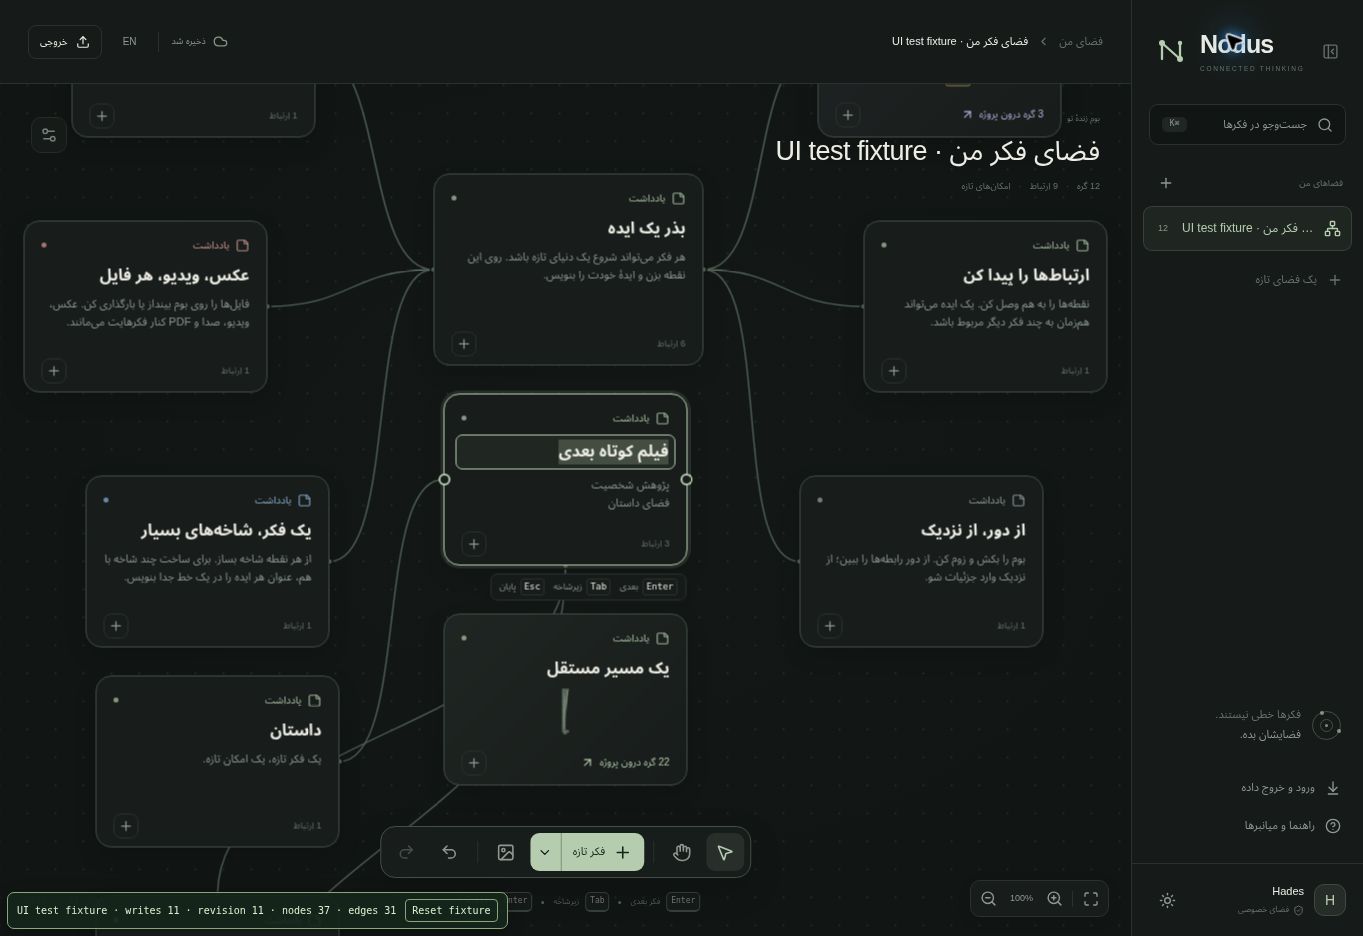 Nodus
CONNECTED THINKING
جست‌وجو در فکرها
⌘K
فضاهای من
… فکر من · UI test fixture
12
یک فضای تازه
فکرها خطی نیستند.
فضایشان بده.
ورود و خروج داده
راهنما و میانبرها
Hades
فضای خصوصی
H
فضای من
فضای فکر من · UI test fixture
ذخیره شد
EN
خروجی
بوم زندهٔ تو
فضای فکر من · UI test fixture
12 گره · 9 ارتباط · امکان‌های تازه
3 گره درون پروژه
1 ارتباط
یادداشت
بذر یک ایده
هر فکر می‌تواند شروع یک دنیای تازه باشد. روی این
نقطه بزن و ایدهٔ خودت را بنویس.
6 ارتباط
یادداشت
ارتباط‌ها را پیدا کن
نقطه‌ها را به هم وصل کن. یک ایده می‌تواند
هم‌زمان به چند فکر دیگر مربوط باشد.
1 ارتباط
یادداشت
عکس، ویدیو، هر فایل
فایل‌ها را روی بوم بینداز یا بارگذاری کن. عکس،
ویدیو، صدا و PDF کنار فکرهایت می‌مانند.
1 ارتباط
یادداشت
فیلم کوتاه بعدی
پژوهش شخصیت
فضای داستان
3 ارتباط
Enter بعدی Tab زیرشاخه Esc پایان
یادداشت
از دور، از نزدیک
بوم را بکش و زوم کن. از دور رابطه‌ها را ببین؛ از
نزدیک وارد جزئیات شو.
1 ارتباط
یادداشت
یک فکر، شاخه‌های بسیار
از هر نقطه شاخه بساز. برای ساخت چند شاخه با
هم، عنوان هر ایده را در یک خط جدا بنویس.
1 ارتباط
یادداشت
یک مسیر مستقل
22 گره درون پروژه
یادداشت
داستان
یک فکر تازه، یک امکان تازه.
1 ارتباط
فکر تازه
Enter فکر بعدی • Tab زیرشاخه •
100%
UI test fixture · writes 11 · revision 11 · nodes 37 · edges 31
Reset fixture